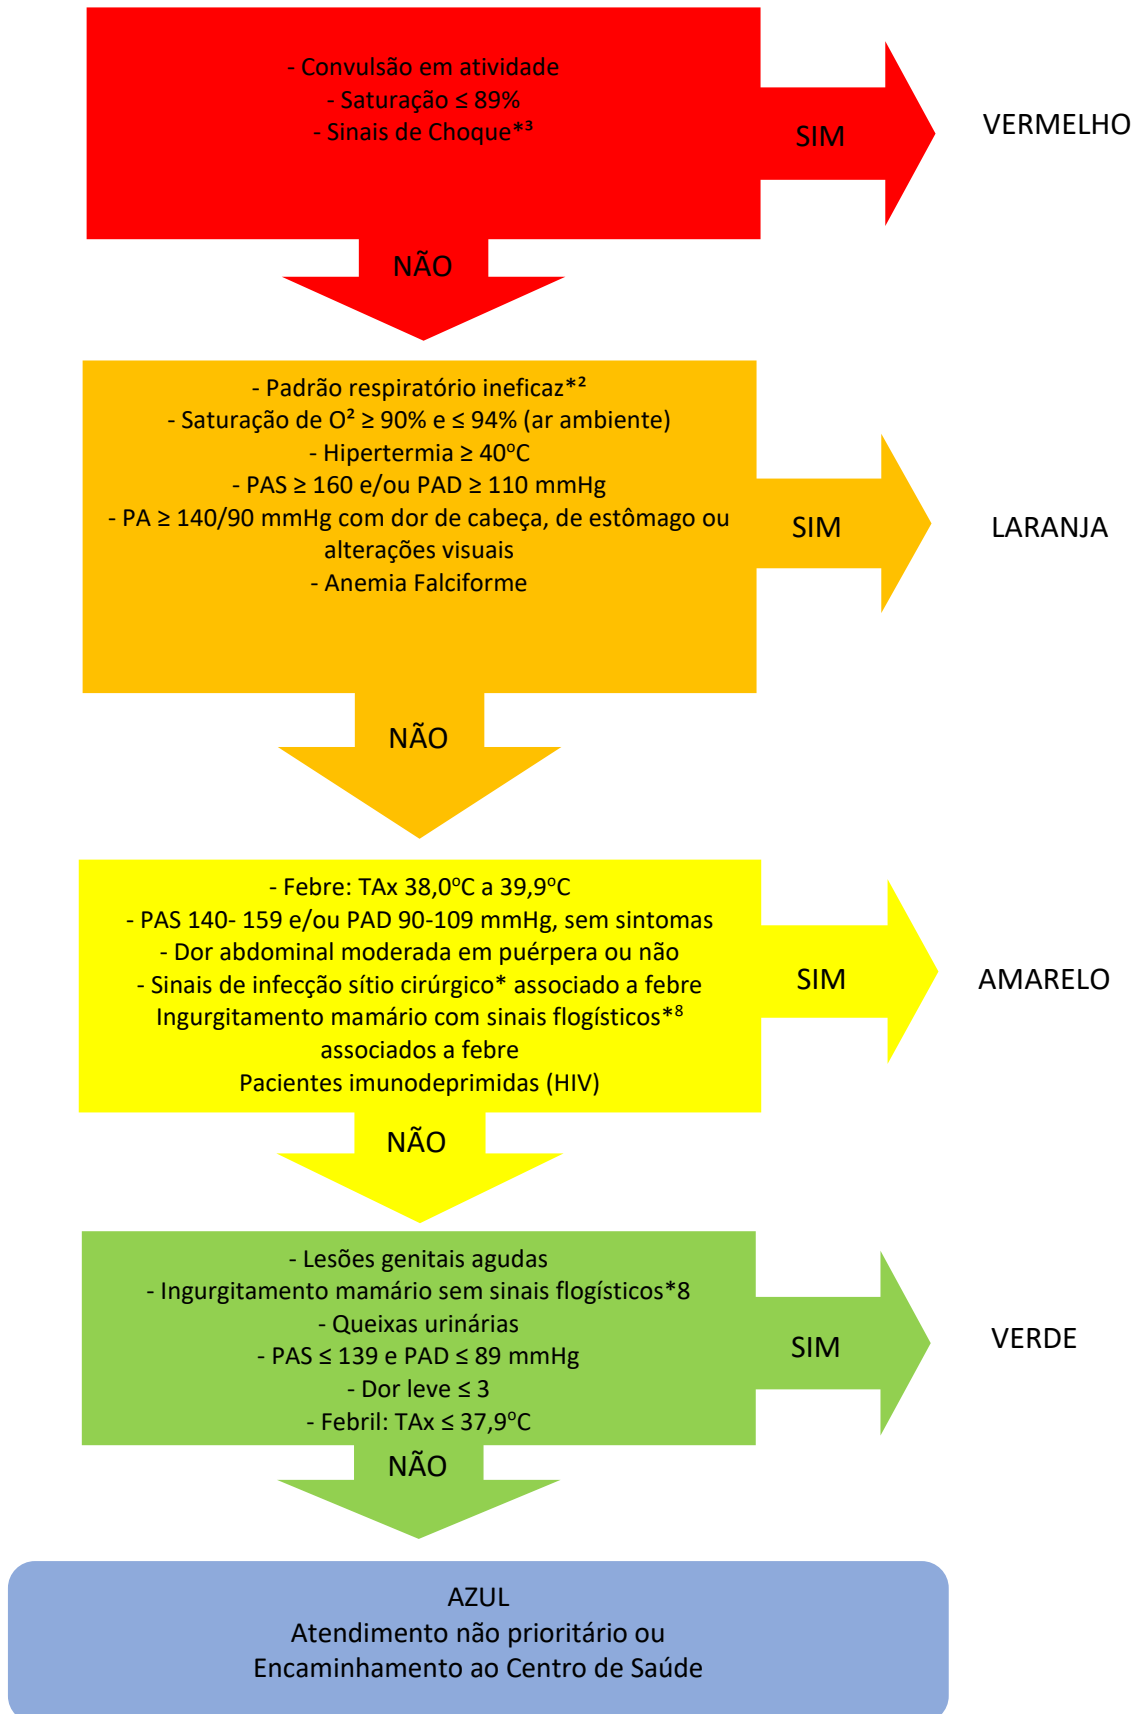 - Convulsão em atividade
- Saturação ≤ 89%
- Sinais de Choque*³
SIM
VERMELHO
NÃO
- Padrão respiratório ineficaz*²
- Saturação de O² ≥ 90% e ≤ 94% (ar ambiente)
- Hipertermia ≥ 40ºC
- PAS ≥ 160 e/ou PAD ≥ 110 mmHg
- PA ≥ 140/90 mmHg com dor de cabeça, de estômago ou
alterações visuais
- Anemia Falciforme
SIM
LARANJA
NÃO
- Febre: TAx 38,0ºC a 39,9ºC
- PAS 140- 159 e/ou PAD 90-109 mmHg, sem sintomas
- Dor abdominal moderada em puérpera ou não
- Sinais de infecção sítio cirúrgico* associado a febre
Ingurgitamento mamário com sinais flogísticos*⁸
associados a febre
Pacientes imunodeprimidas (HIV)
SIM
AMARELO
NÃO
- Lesões genitais agudas
- Ingurgitamento mamário sem sinais flogísticos*8
- Queixas urinárias
- PAS ≤ 139 e PAD ≤ 89 mmHg
- Dor leve ≤ 3
- Febril: TAx ≤ 37,9ºC
SIM
VERDE
NÃO
AZUL
Atendimento não prioritário ou
Encaminhamento ao Centro de Saúde